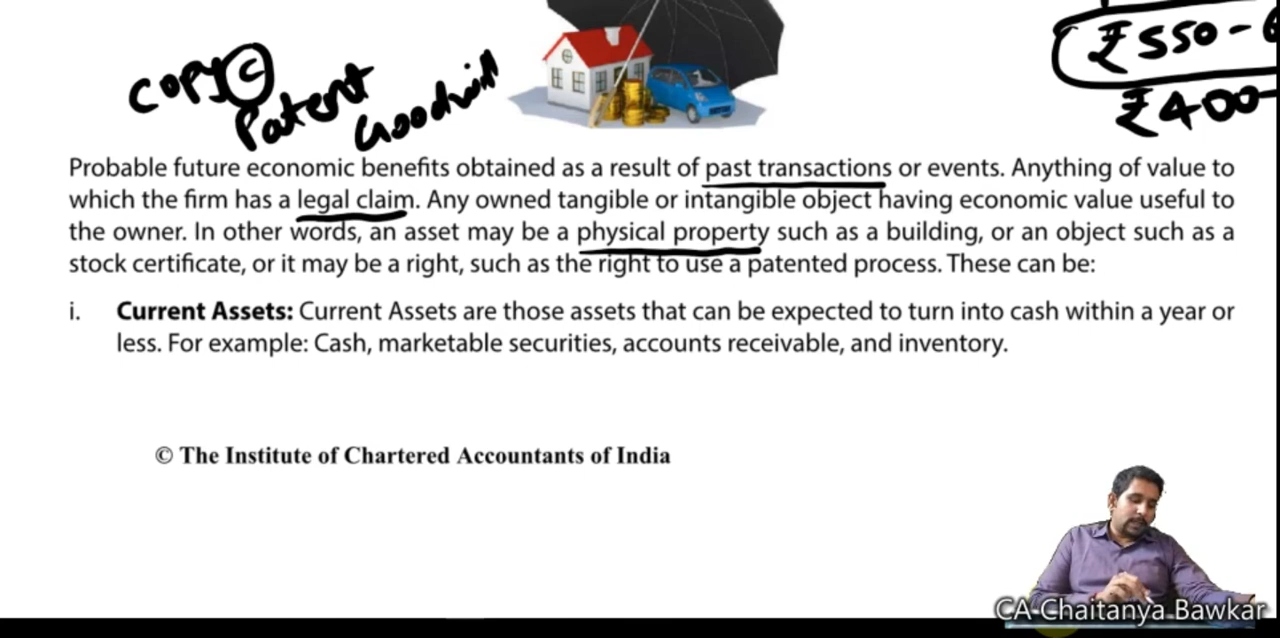 ₹550-
Copy©
Patent
Goodwill
₹400-
Probable future economic benefits obtained as a result of past transactions or events. Anything of value to
which the firm has a legal claim. Any owned tangible or intangible object having economic value useful to
the owner. In other words, an asset may be a physical property such as a building, or an object such as a
stock certificate, or it may be a right, such as the right to use a patented process. These can be:
i. Current Assets: Current Assets are those assets that can be expected to turn into cash within a year or
less. For example: Cash, marketable securities, accounts receivable, and inventory.
© The Institute of Chartered Accountants of India
CA Chaitanya Bawkar